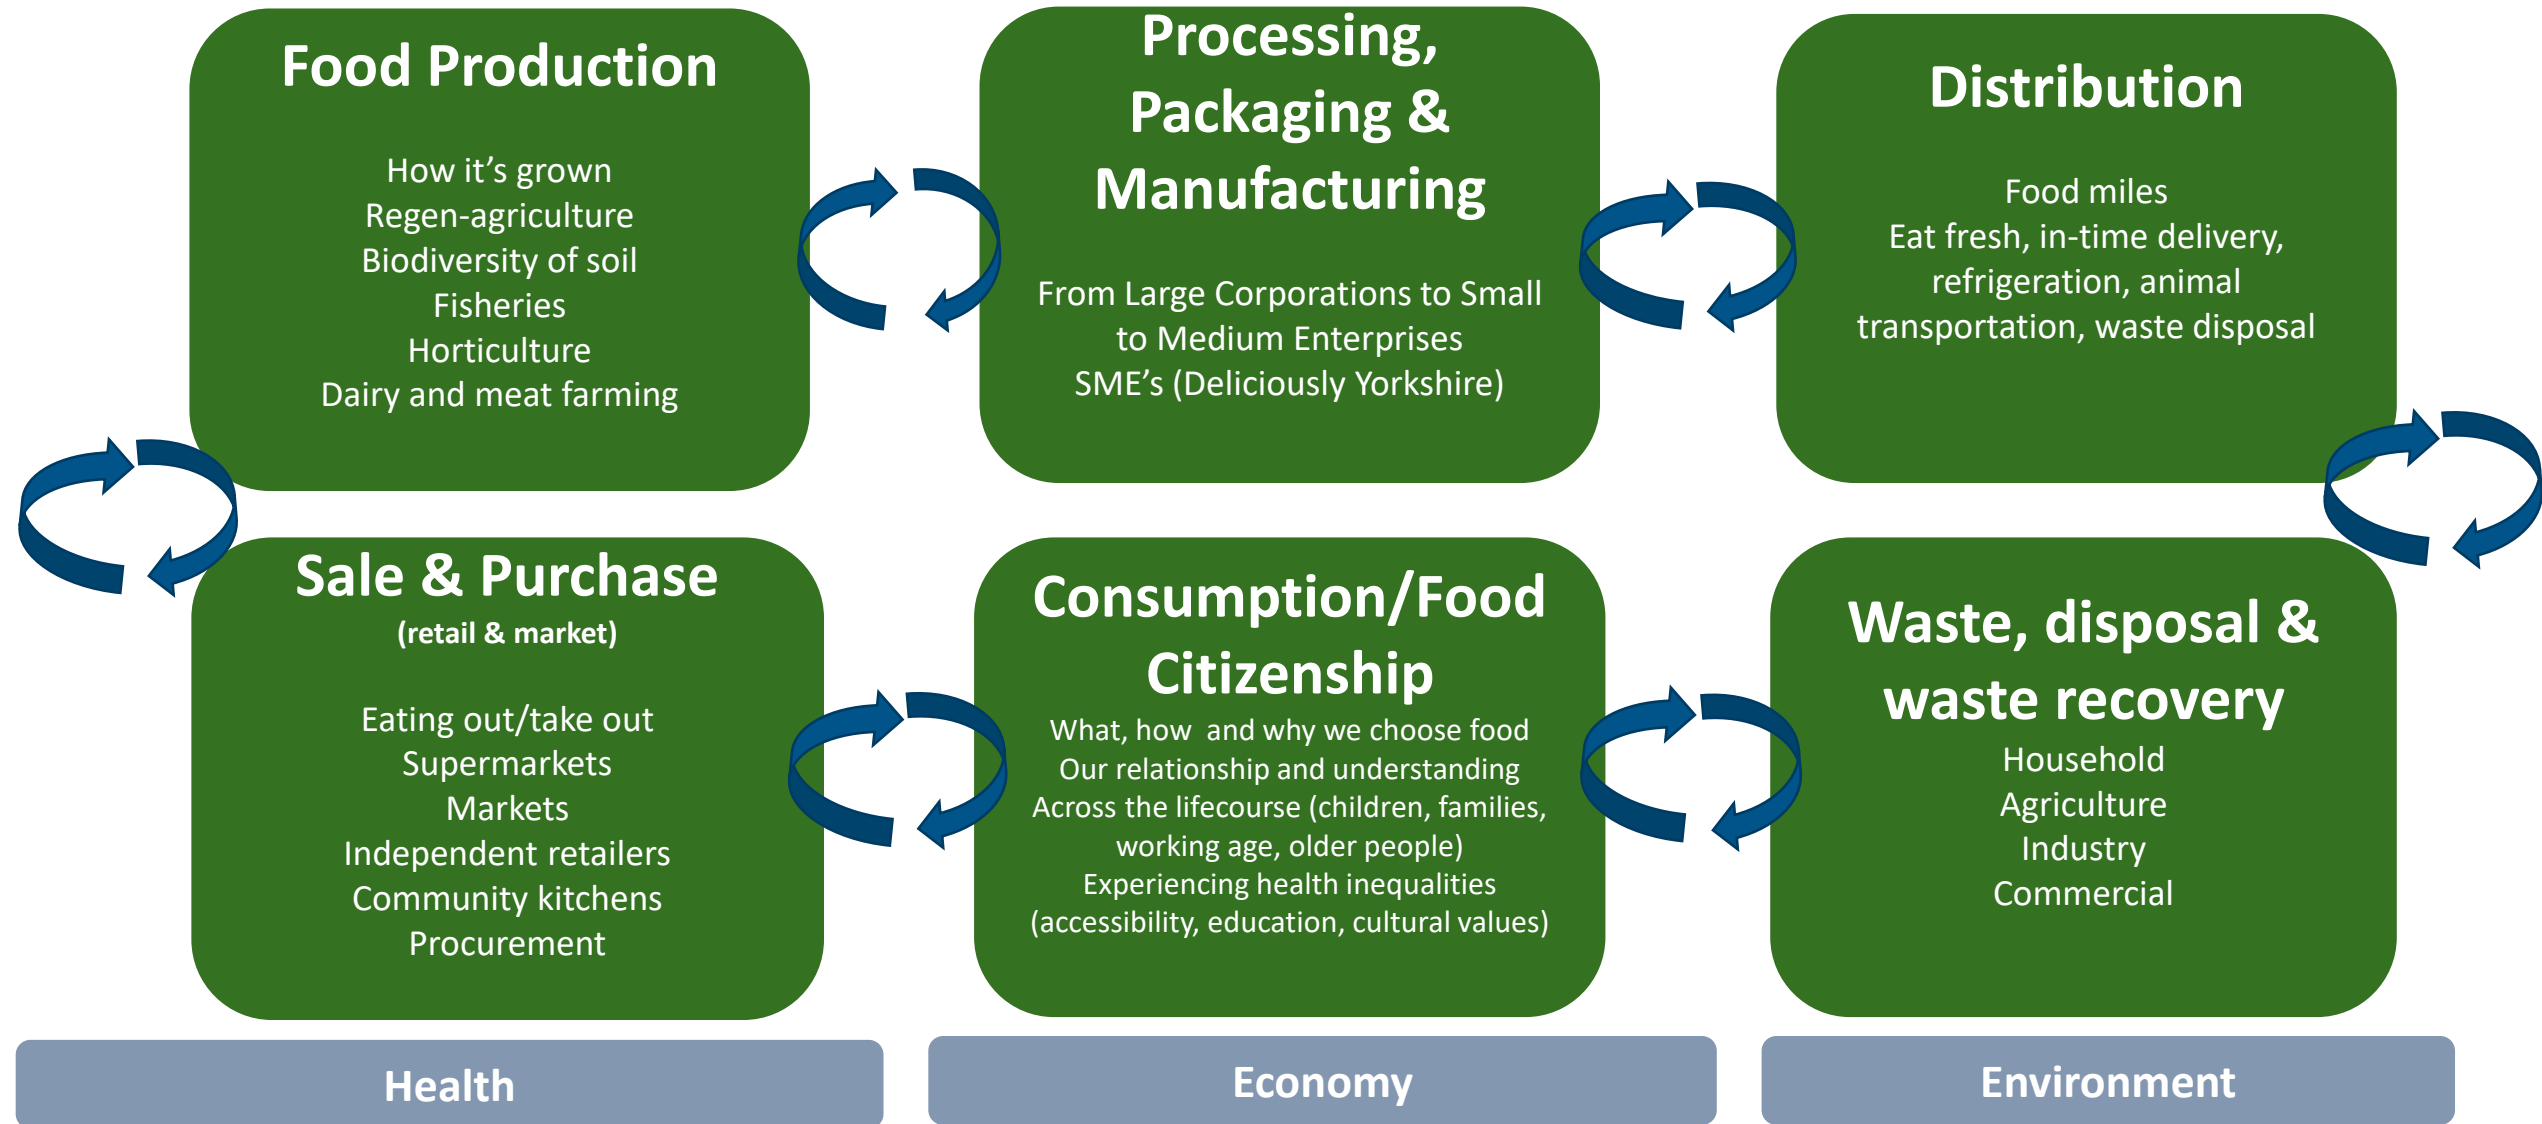 Food Production
How it’s grown
Regen-agriculture
Biodiversity of soil
Fisheries
Horticulture
Dairy and meat farming
Processing,
Packaging &
Manufacturing
From Large Corporations to Small
to Medium Enterprises
SME’s (Deliciously Yorkshire)
Distribution
Food miles
Eat fresh, in-time delivery,
refrigeration, animal
transportation, waste disposal
Sale & Purchase
(retail & market)
Eating out/take out
Supermarkets
Markets
Independent retailers
Community kitchens
Procurement
Consumption/Food
Citizenship
What, how and why we choose food
Our relationship and understanding
Across the lifecourse (children, families,
working age, older people)
Experiencing health inequalities
(accessibility, education, cultural values)
Waste, disposal &
waste recovery
Household
Agriculture
Industry
Commercial
Health
Economy
Environment